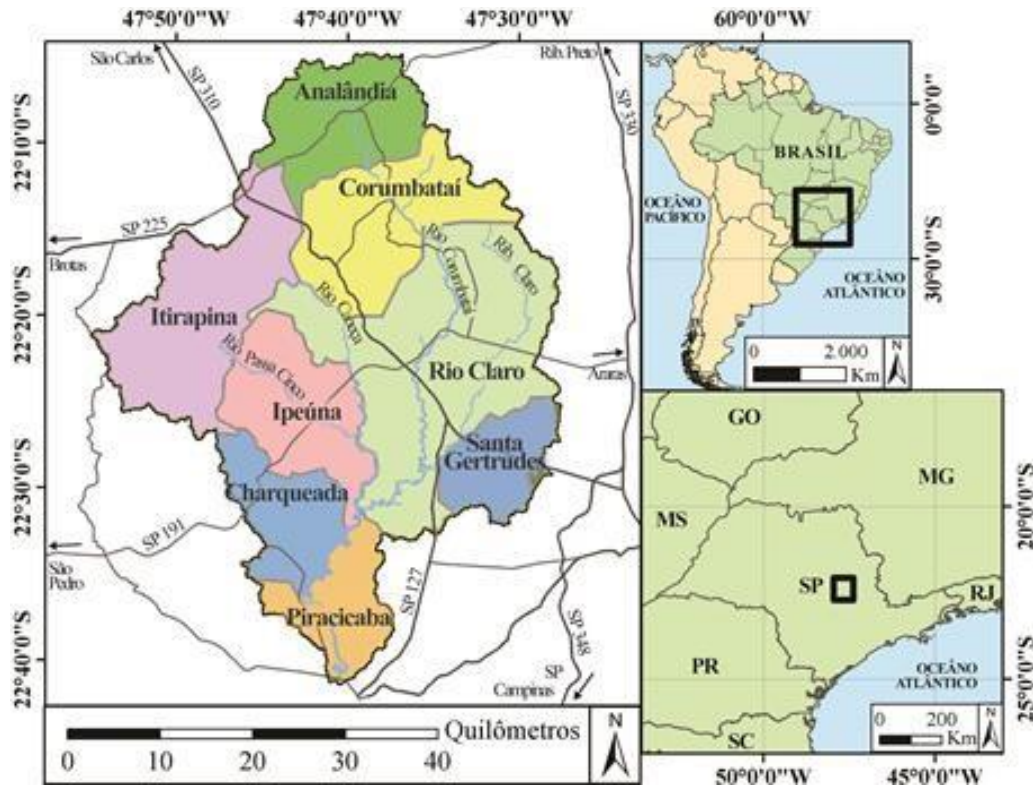 47°50'0"W
47°40'0"W
47°30'0"W
22°10'0"S
22°20'0"S
22°30'0"S
22°40'0"S
São Carlos
SP 310
Rib. Preto
SP 330
Analândia
Corumbataí
SP 225
Brotas
Rio Corumbataí
Rib. Claro
Itirapina
Rio Cabeça
Rio Passa Cinco
Rio Claro
Araras
Ipeúna
Santa
Gertrudes
Charqueada
SP 191
São
Pedro
SP 127
SP 348
Piracicaba
SP
Campinas
Quilômetros
0 10 20 30 40
N
60°0'0"W
0°0'0"
30°0'0"S
BRASIL
OCEÂNO
PACÍFICO
OCEÂNO
ATLÂNTICO
0 2.000
Km
N
GO
MG
MS
SP
RJ
PR
SC
OCEÂNO
ATLÂNTICO
20°0'0"S
25°0'0"S
0 200
Km
N
50°0'0"W
45°0'0"W